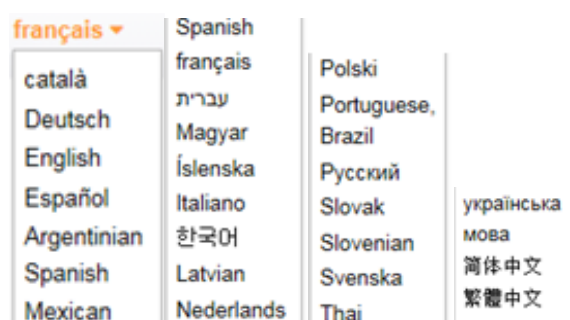 français
català
Deutsch
English
Español
Argentinian
Spanish
Mexican
Spanish
français
עברית
Magyar
Íslenska
Italiano
한국어
Latvian
Nederlands
Polski
Portuguese,
Brazil
Русский
Slovak
Slovenian
Svenska
Thai
українська
мова
简体中文
繁體中文